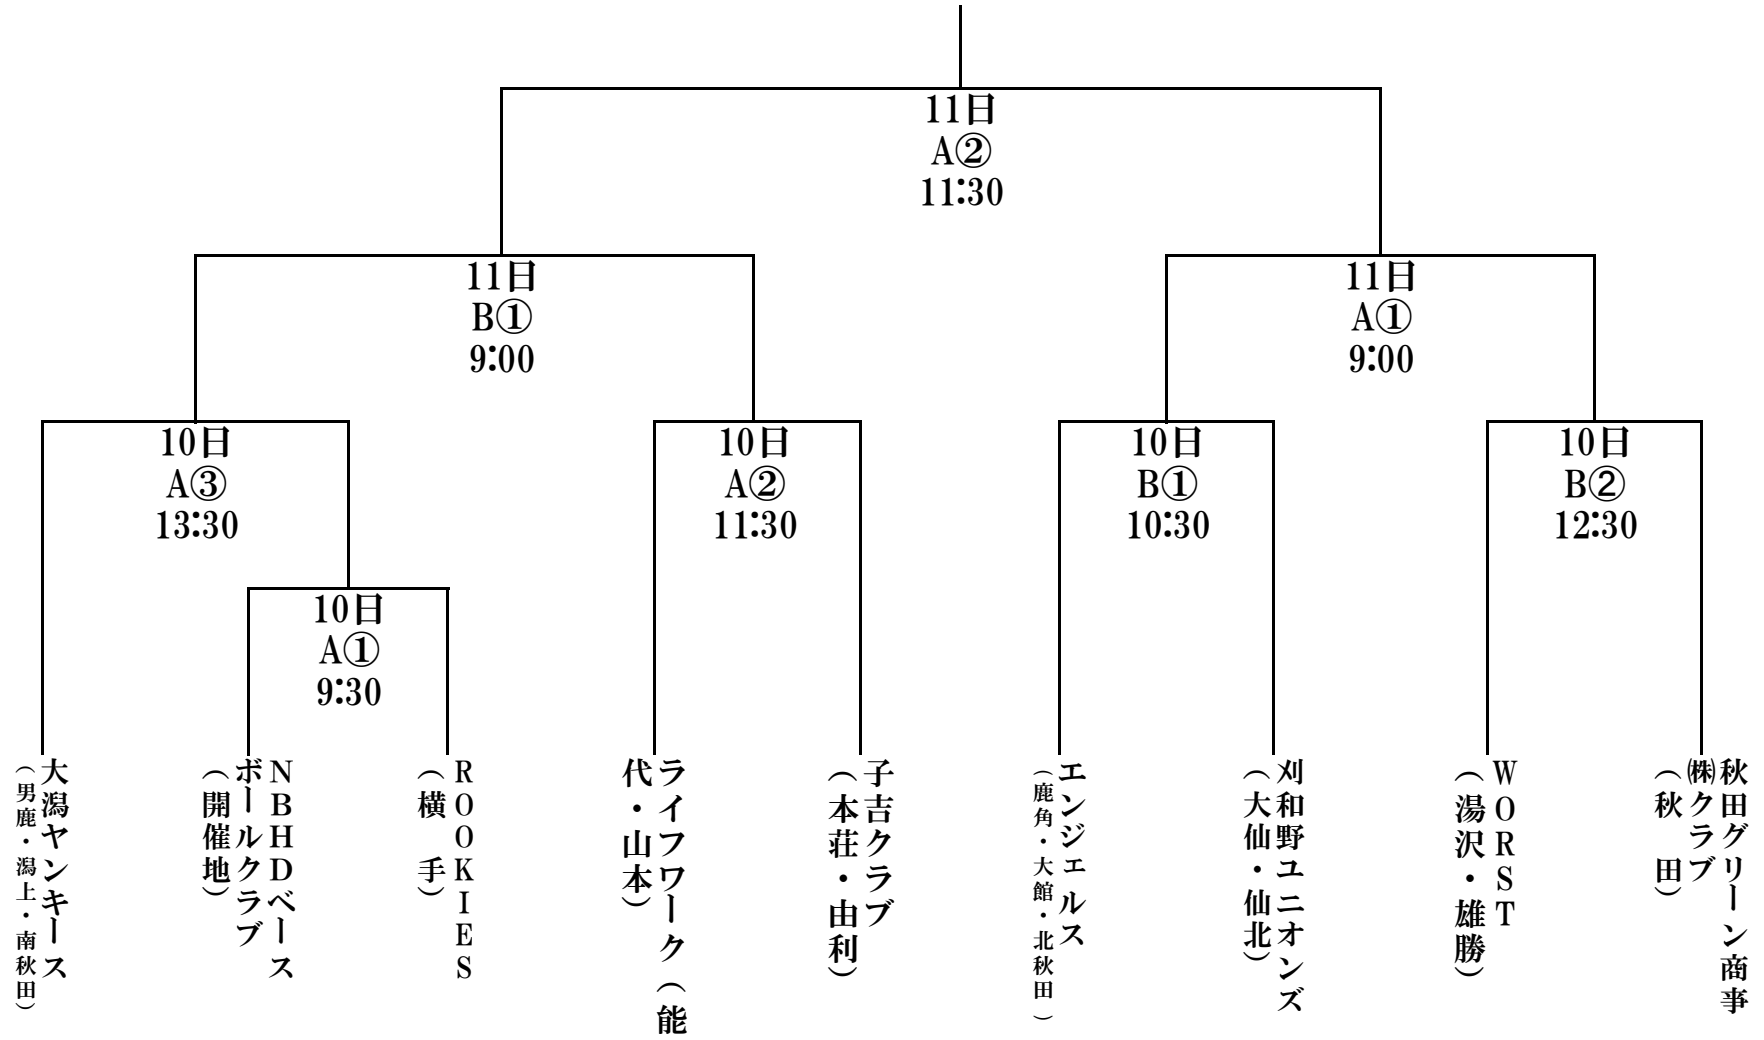 11日
A②
11:30
11日
B①
9:00
11日
A①
9:00
10日
A③
13:30
10日
A②
11:30
10日
B①
10:30
10日
B②
12:30
10日
A①
9:30
大潟ヤンキース
（男鹿・潟上・南秋田）
NBHDベース
ボールクラブ
（開催地）
ROOKIES
（横　手）
ライフワーク（能
代・山本）
子吉クラブ
（本荘・由利）
エンジェルス
（鹿角・大館・北秋田）
刈和野ユニオンズ
（大仙・仙北）
WORST
（湯沢・雄勝）
秋田グリーン商事
㈱クラブ
（秋　田）